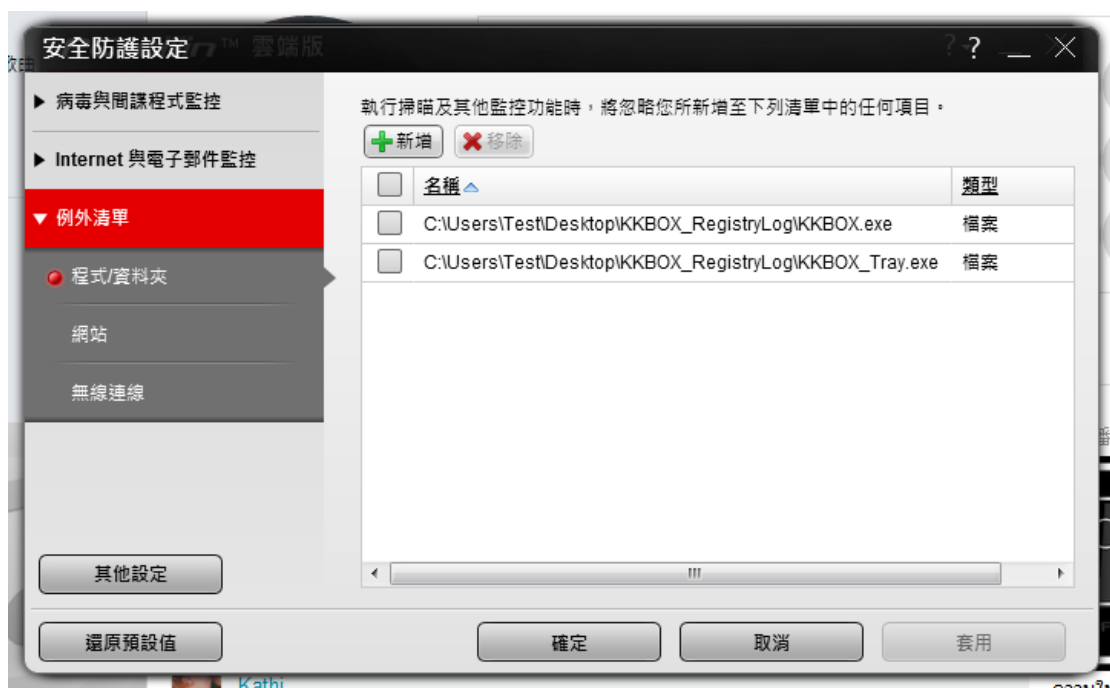 安全防護設定
™ 雲端版
? __ ×
病毒與間諜程式監控
Internet 與電子郵件監控
例外清單
程式/資料夾
網站
無線連線
其他設定
還原預設值
執行掃瞄及其他監控功能時，將忽略您所新增至下列清單中的任何項目。
新增 移除
名稱 類型
C:\Users\Test\Desktop\KKBOX_RegistryLog\KKBOX.exe 檔案
C:\Users\Test\Desktop\KKBOX_RegistryLog\KKBOX_Tray.exe 檔案
確定 取消 套用
Kathi